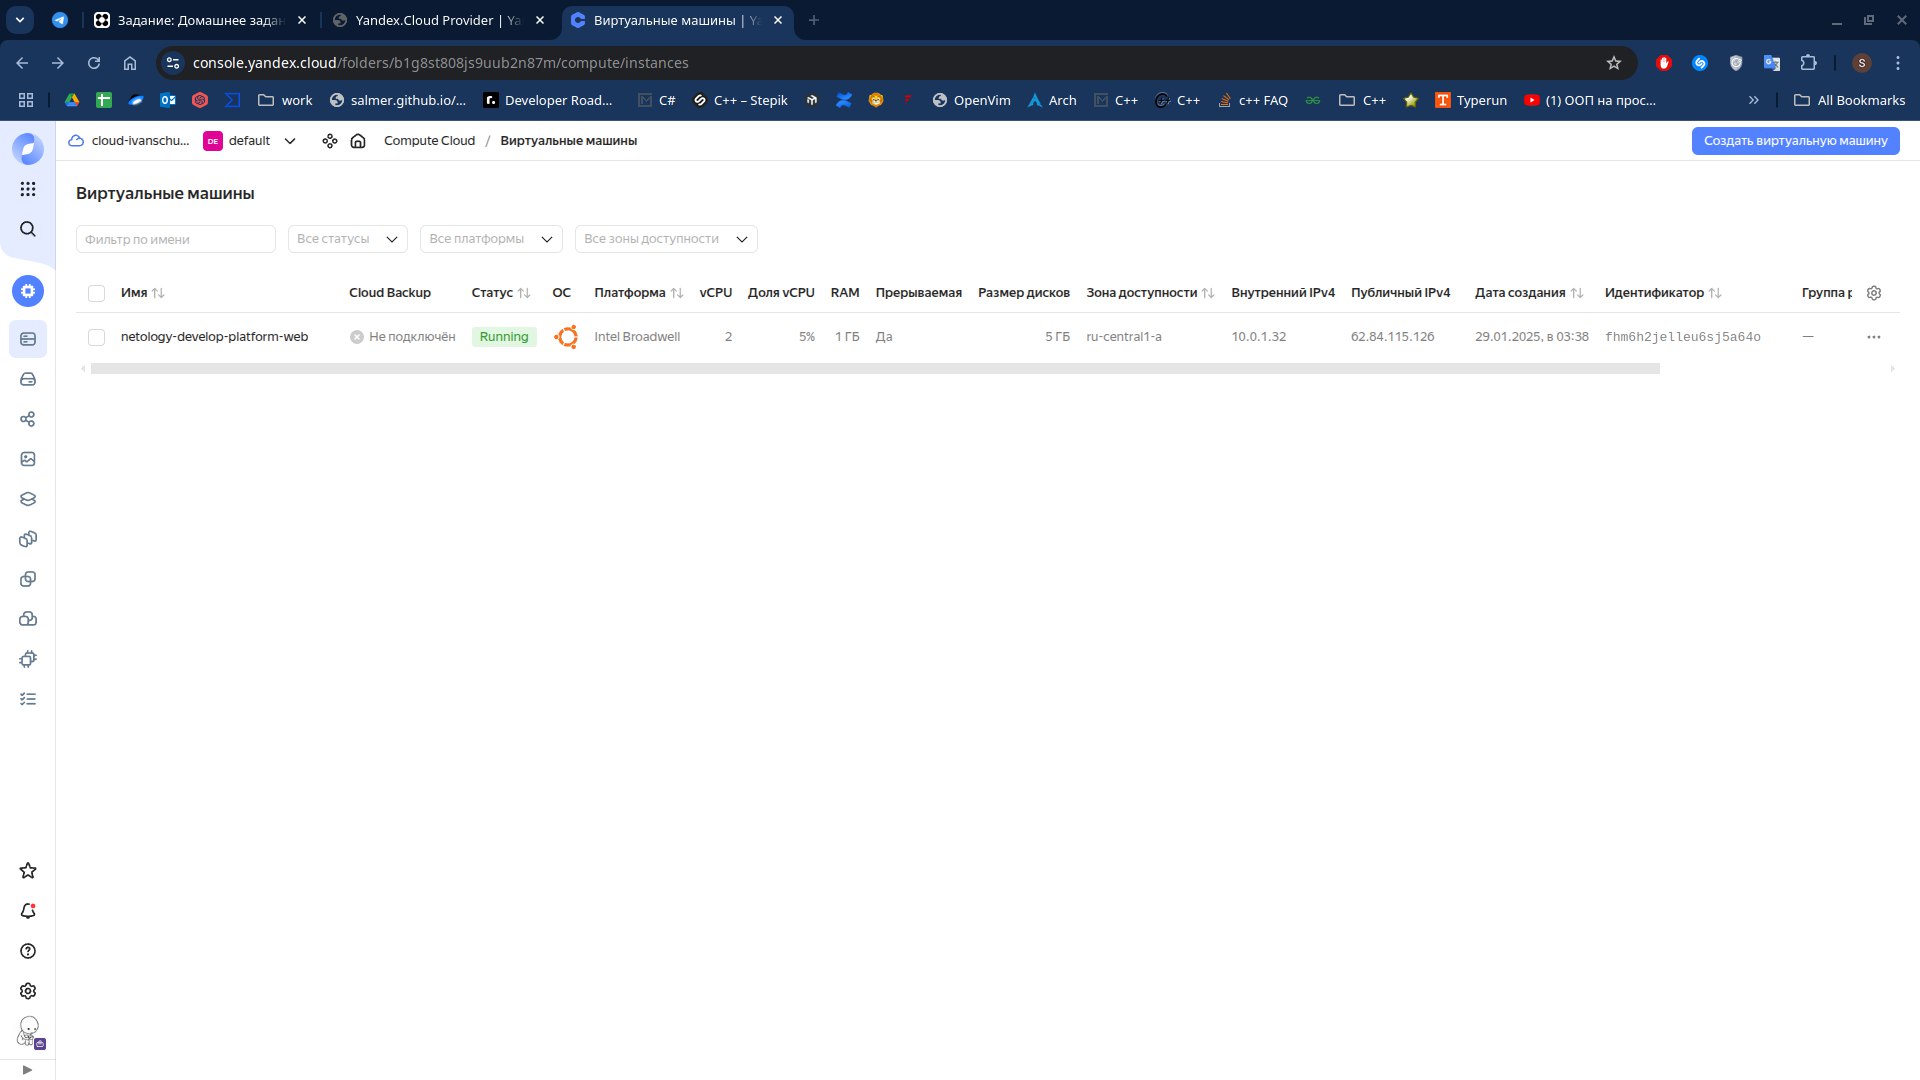 Задание: Домашнее задан
Yandex.Cloud Provider | Ya
Виртуальные машины | Ya
console.yandex.cloud/folders/b1g8st808js9uub2n87m/compute/instances
S
work
salmer.github.io/...
Developer Road...
C#
C++ – Stepik
OpenVim
Arch
C++
C++
c++ FAQ
C++
Typerun
(1) ООП на прос...
All Bookmarks
cloud-ivanschu...
DE
default
Compute Cloud / Виртуальные машины
Создать виртуальную машину
Виртуальные машины
Фильтр по имени
Все статусы
Все платформы
Все зоны доступности
Имя Cloud Backup Статус ОС Платформа vCPU Доля vCPU RAM Прерываемая Размер дисков Зона доступности Внутренний IPv4 Публичный IPv4 Дата создания Идентификатор Группа р
netology-develop-platform-web Не подключён Running Intel Broadwell 2 5% 1 ГБ Да 5 ГБ ru-central1-a 10.0.1.32 62.84.115.126 29.01.2025, в 03:38 fhm6h2jelleu6sj5a64o —